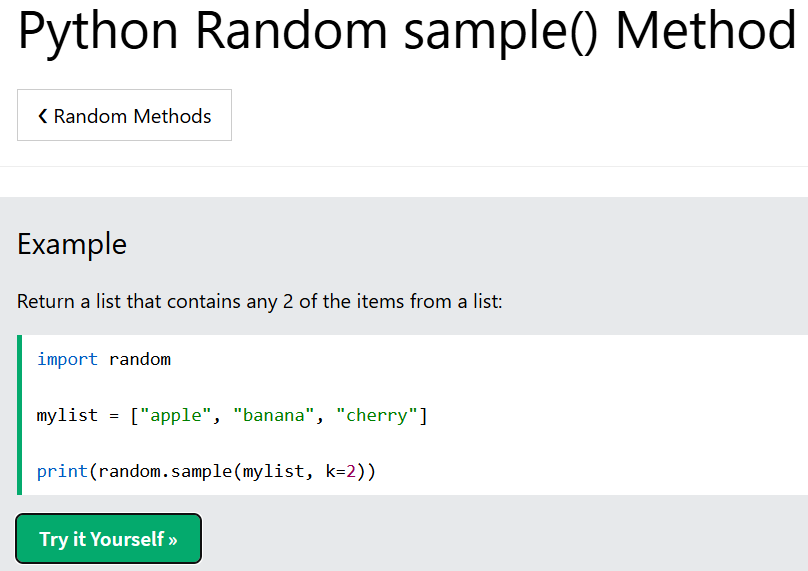 Python Random sample() Method
❮ Random Methods
Example
Return a list that contains any 2 of the items from a list:
import random
mylist = ["apple", "banana", "cherry"]
print(random.sample(mylist, k=2))
Try it Yourself »